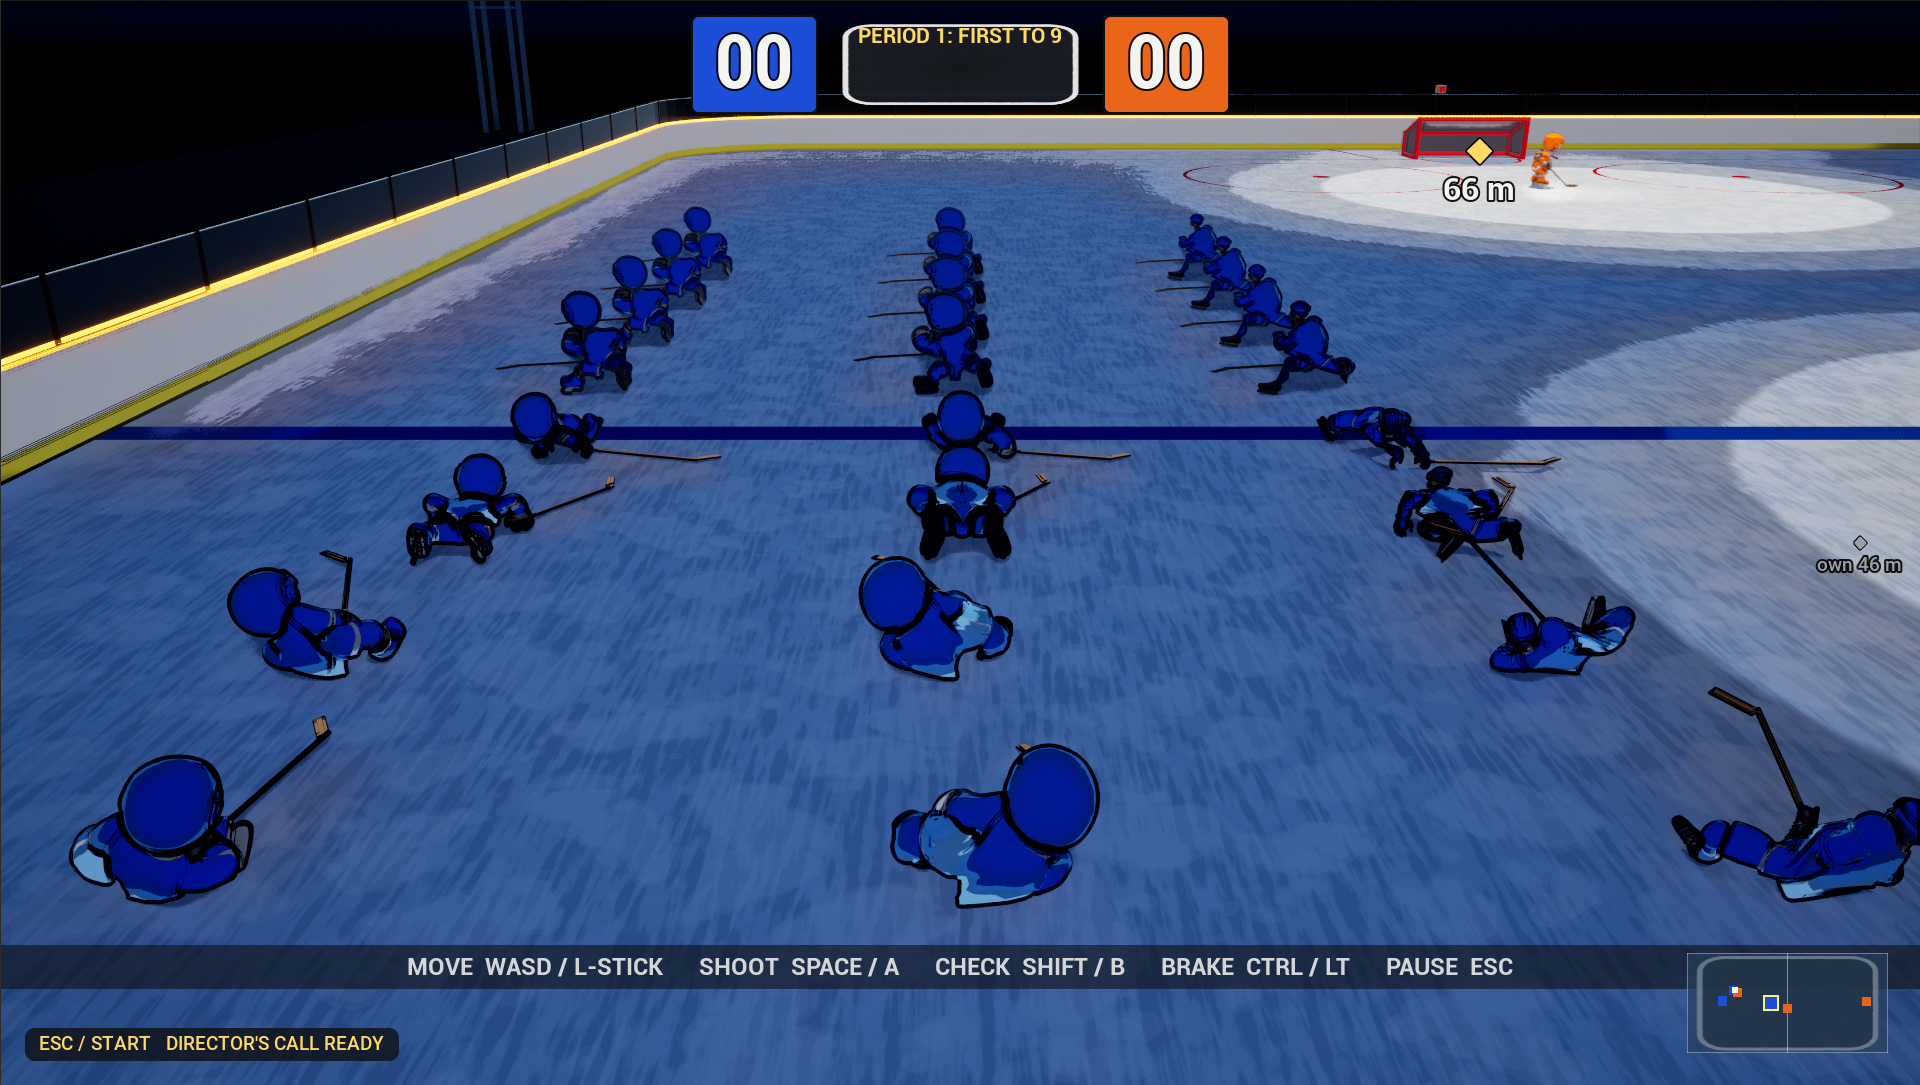 00
PERIOD 1: FIRST TO 9
00
66 m
own 46 m
MOVE WASD / L-STICK SHOOT SPACE / A CHECK SHIFT / B BRAKE CTRL / LT PAUSE ESC
ESC / START DIRECTOR'S CALL READY